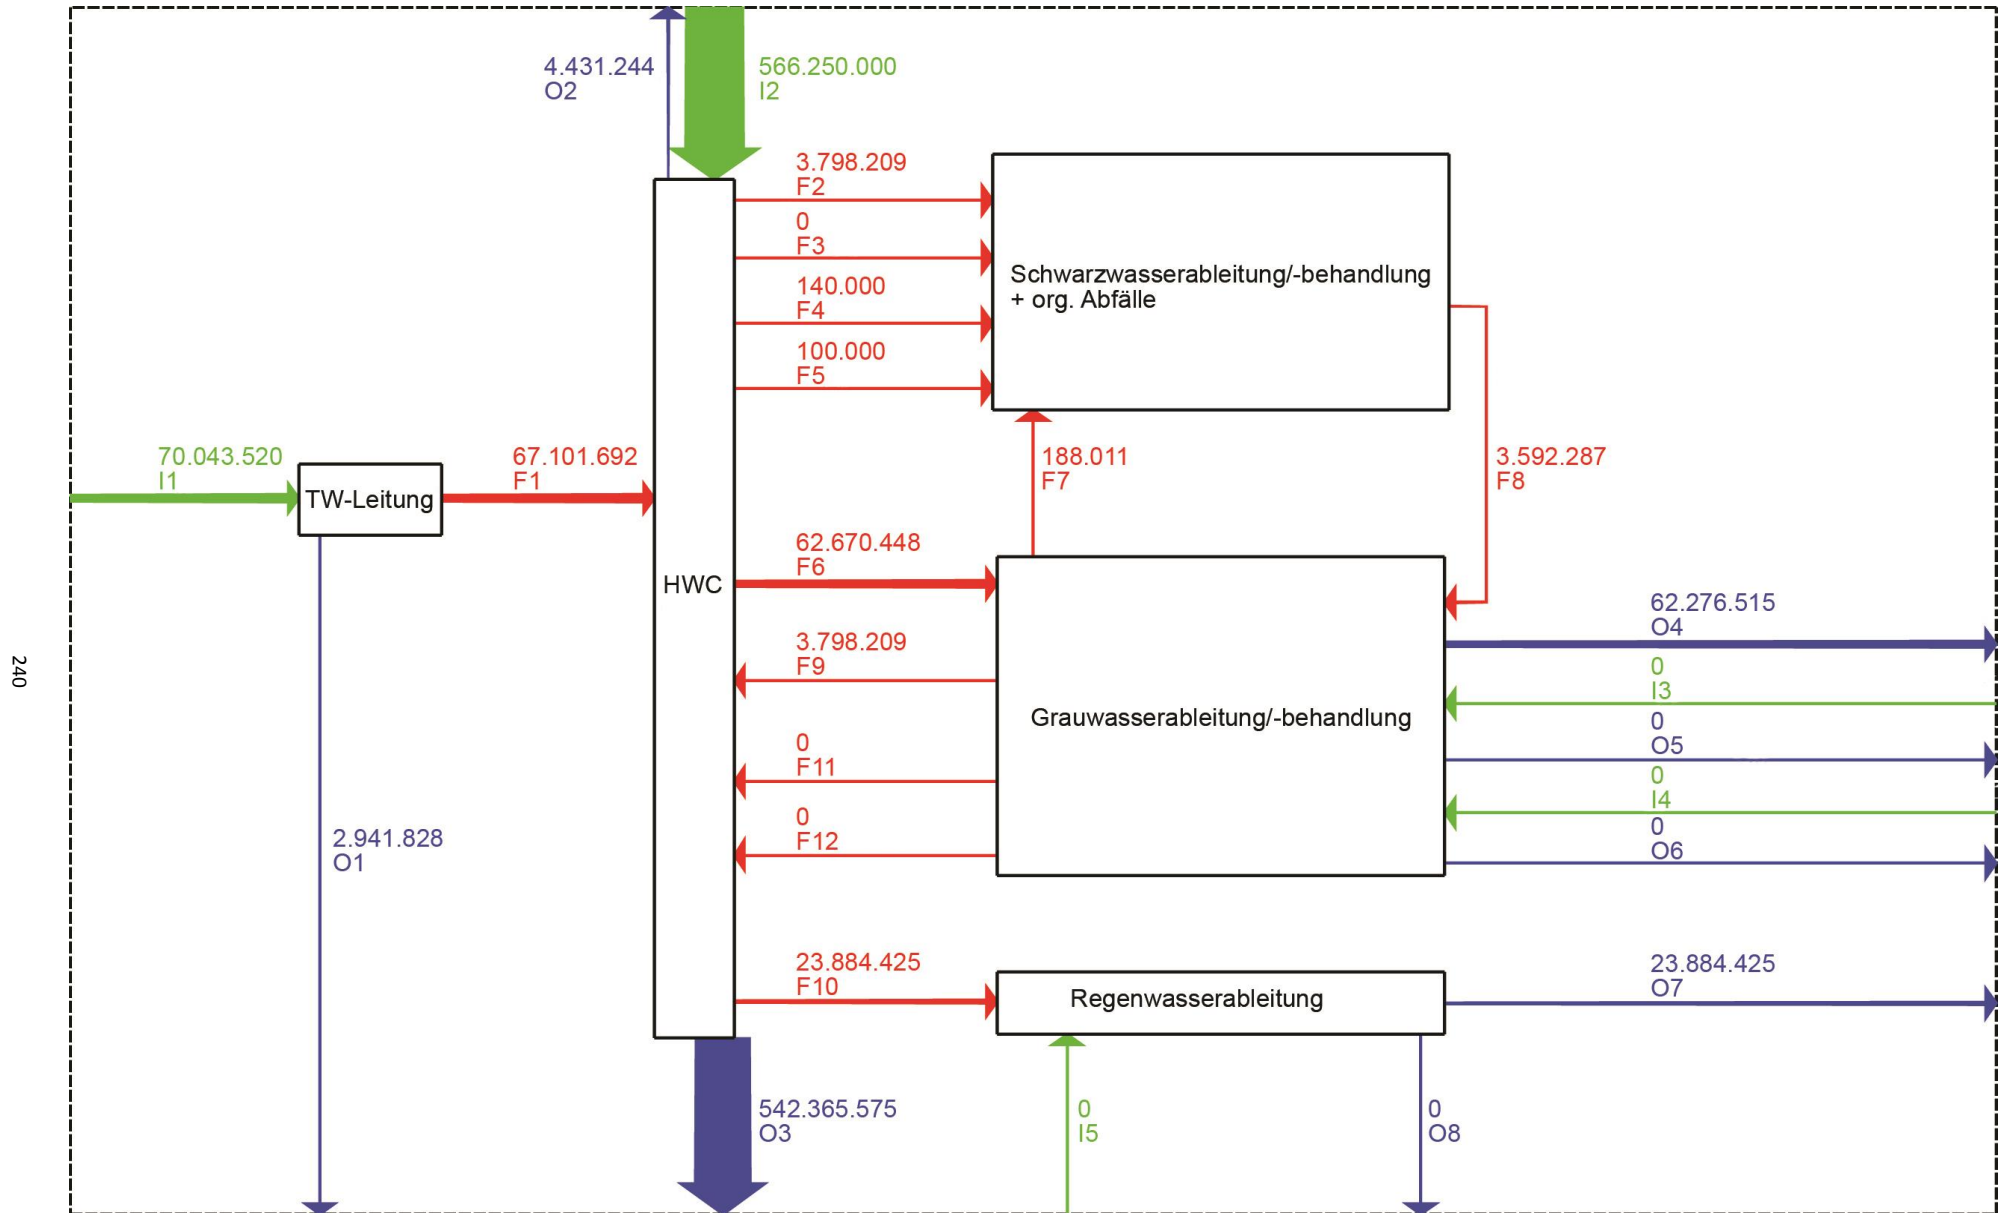 4.431.244
O2
566.250.000
I2
3.798.209
F2
0
F3
140.000
F4
100.000
F5
Schwarzwasserableitung/-behandlung
+ org. Abfälle
70.043.520
I1
TW-Leitung
67.101.692
F1
188.011
F7
3.592.287
F8
HWC
62.670.448
F6
3.798.209
F9
0
F11
0
F12
Grauwasserableitung/-behandlung
62.276.515
O4
0
I3
0
O5
0
I4
0
O6
240
2.941.828
O1
23.884.425
F10
Regenwasserableitung
23.884.425
O7
542.365.575
O3
0
I5
0
O8